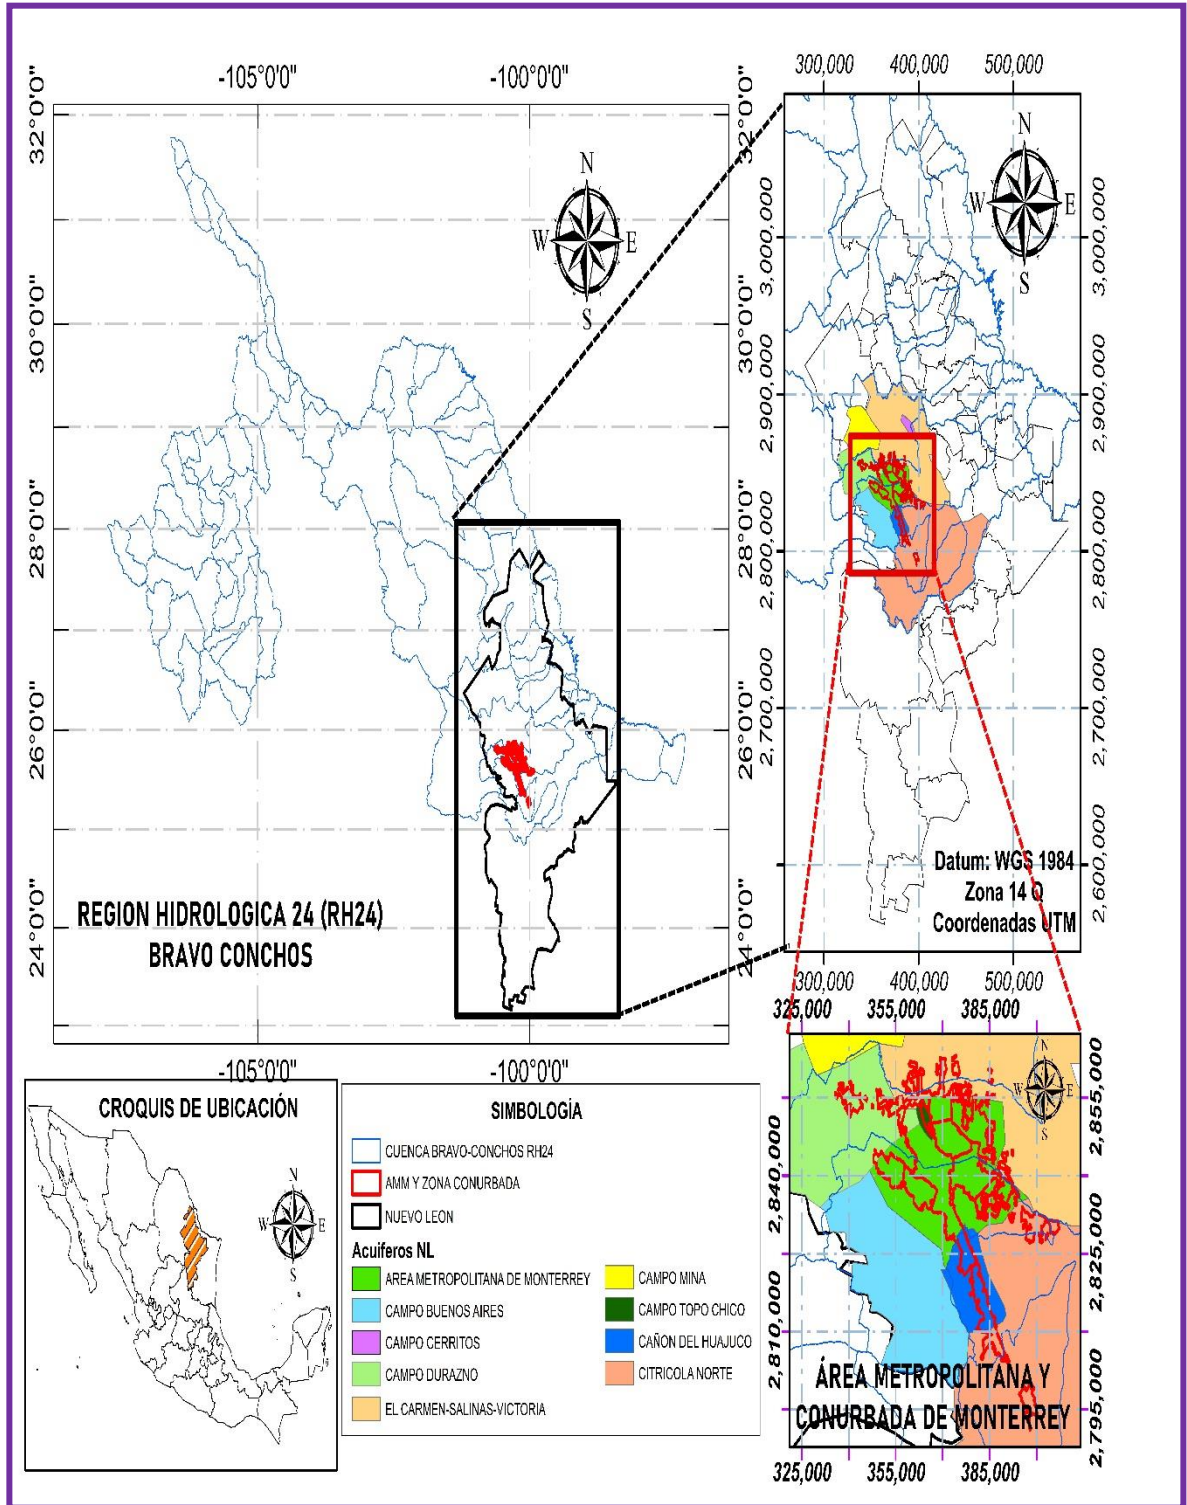 -105°0'0"
-100°0'0"
32°0'0"
30°0'0"
28°0'0"
26°0'0"
24°0'0"
N
W
E
S
REGION HIDROLOGICA 24 (RH24)
BRAVO CONCHOS
32°0'0"
30°0'0"
28°0'0"
26°0'0"
24°0'0"
-105°0'0"
-100°0'0"
300,000
400,000
500,000
N
W
E
S
3,000,000
2,900,000
2,800,000
2,700,000
3,000,000
2,900,000
2,800,000
2,700,000
2,600,000
Datum: WGS 1984
Zona 14 Q
Coordenadas UTM
300,000
400,000
500,000
325,000
355,000
385,000
N
W
E
S
2,840,000
2,810,000
2,855,000
2,825,000
2,795,000
ÁREA METROPOLITANA Y
CONURBADA DE MONTERREY
325,000
355,000
385,000
CROQUIS DE UBICACIÓN
N
W
E
S
SIMBOLOGÍA
CUENCA BRAVO-CONCHOS RH24
AMM Y ZONA CONURBADA
NUEVO LEON
Acuiferos NL
AREA METROPOLITANA DE MONTERREY
CAMPO BUENOS AIRES
CAMPO CERRITOS
CAMPO DURAZNO
EL CARMEN-SALINAS-VICTORIA
CAMPO MINA
CAMPO TOPO CHICO
CAÑON DEL HUAJUCO
CITRICOLA NORTE